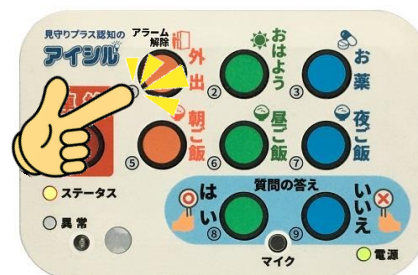 見守りプラス認知の
アイシル
アラーム
解除
外出
②
おはよう
③
お薬
⑤
朝ご飯
⑥
昼ご飯
⑦
夜ご飯
ステータス
異常
質問の答え
はい
⑧
⑨
いいえ
マイク
電源